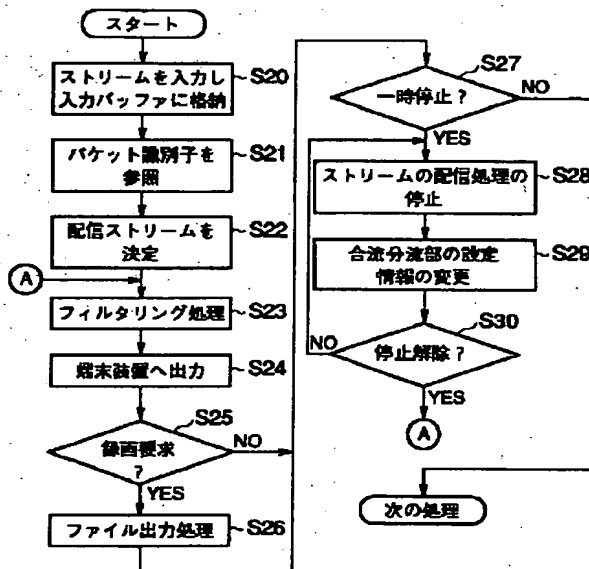 スタート
ストリームを入力し
入力バッファに格納
S20
パケット識別子を
参照
S21
配信ストリームを
決定
S22
A
フィルタリング処理
S23
端末装置へ出力
S24
録画要求
?
S25
NO
YES
ファイル出力処理
S26
一時停止?
S27
NO
YES
ストリームの配信処理の
停止
S28
合流分流部の設定
情報の変更
S29
停止解除?
S30
NO
YES
A
次の処理